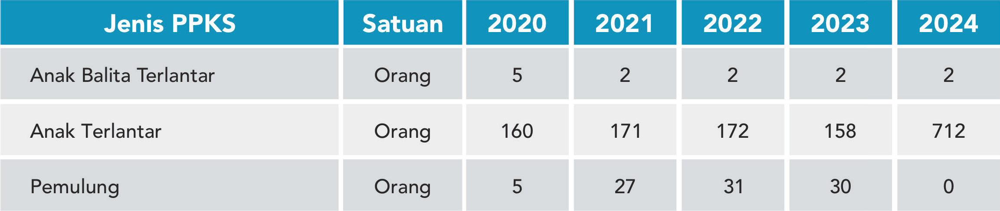 Jenis PPKS Satuan 2020 2021 2022 2023 2024
Anak Balita Terlantar Orang 5 2 2 2 2
Anak Terlantar Orang 160 171 172 158 712
Pemulung Orang 5 27 31 30 0